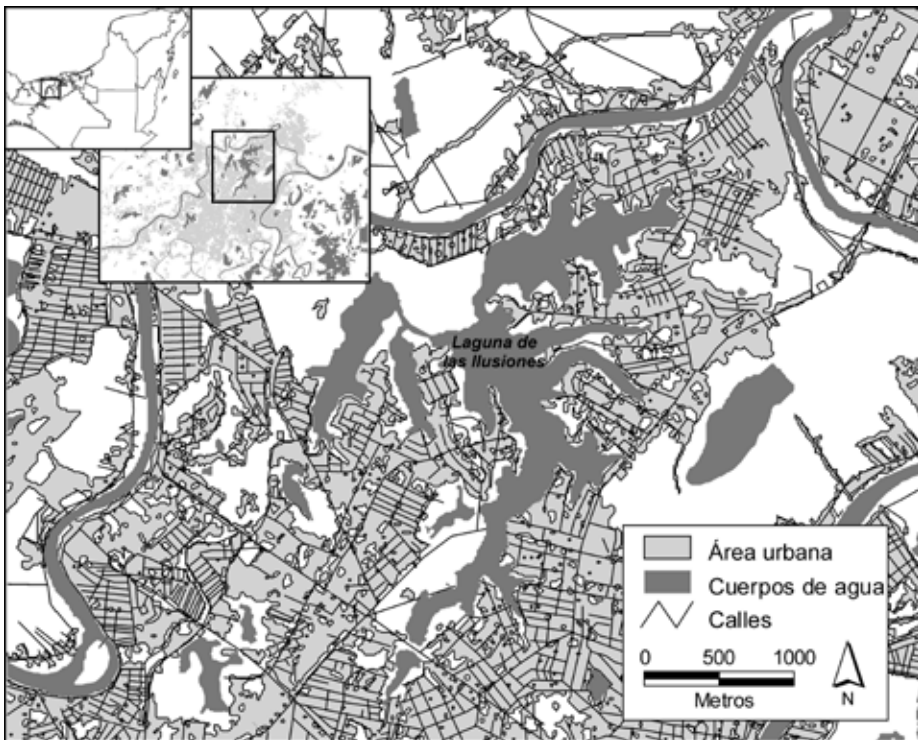 Laguna de
las Ilusiones
Área urbana
Cuerpos de agua
Calles
0 500 1000
Metros
N